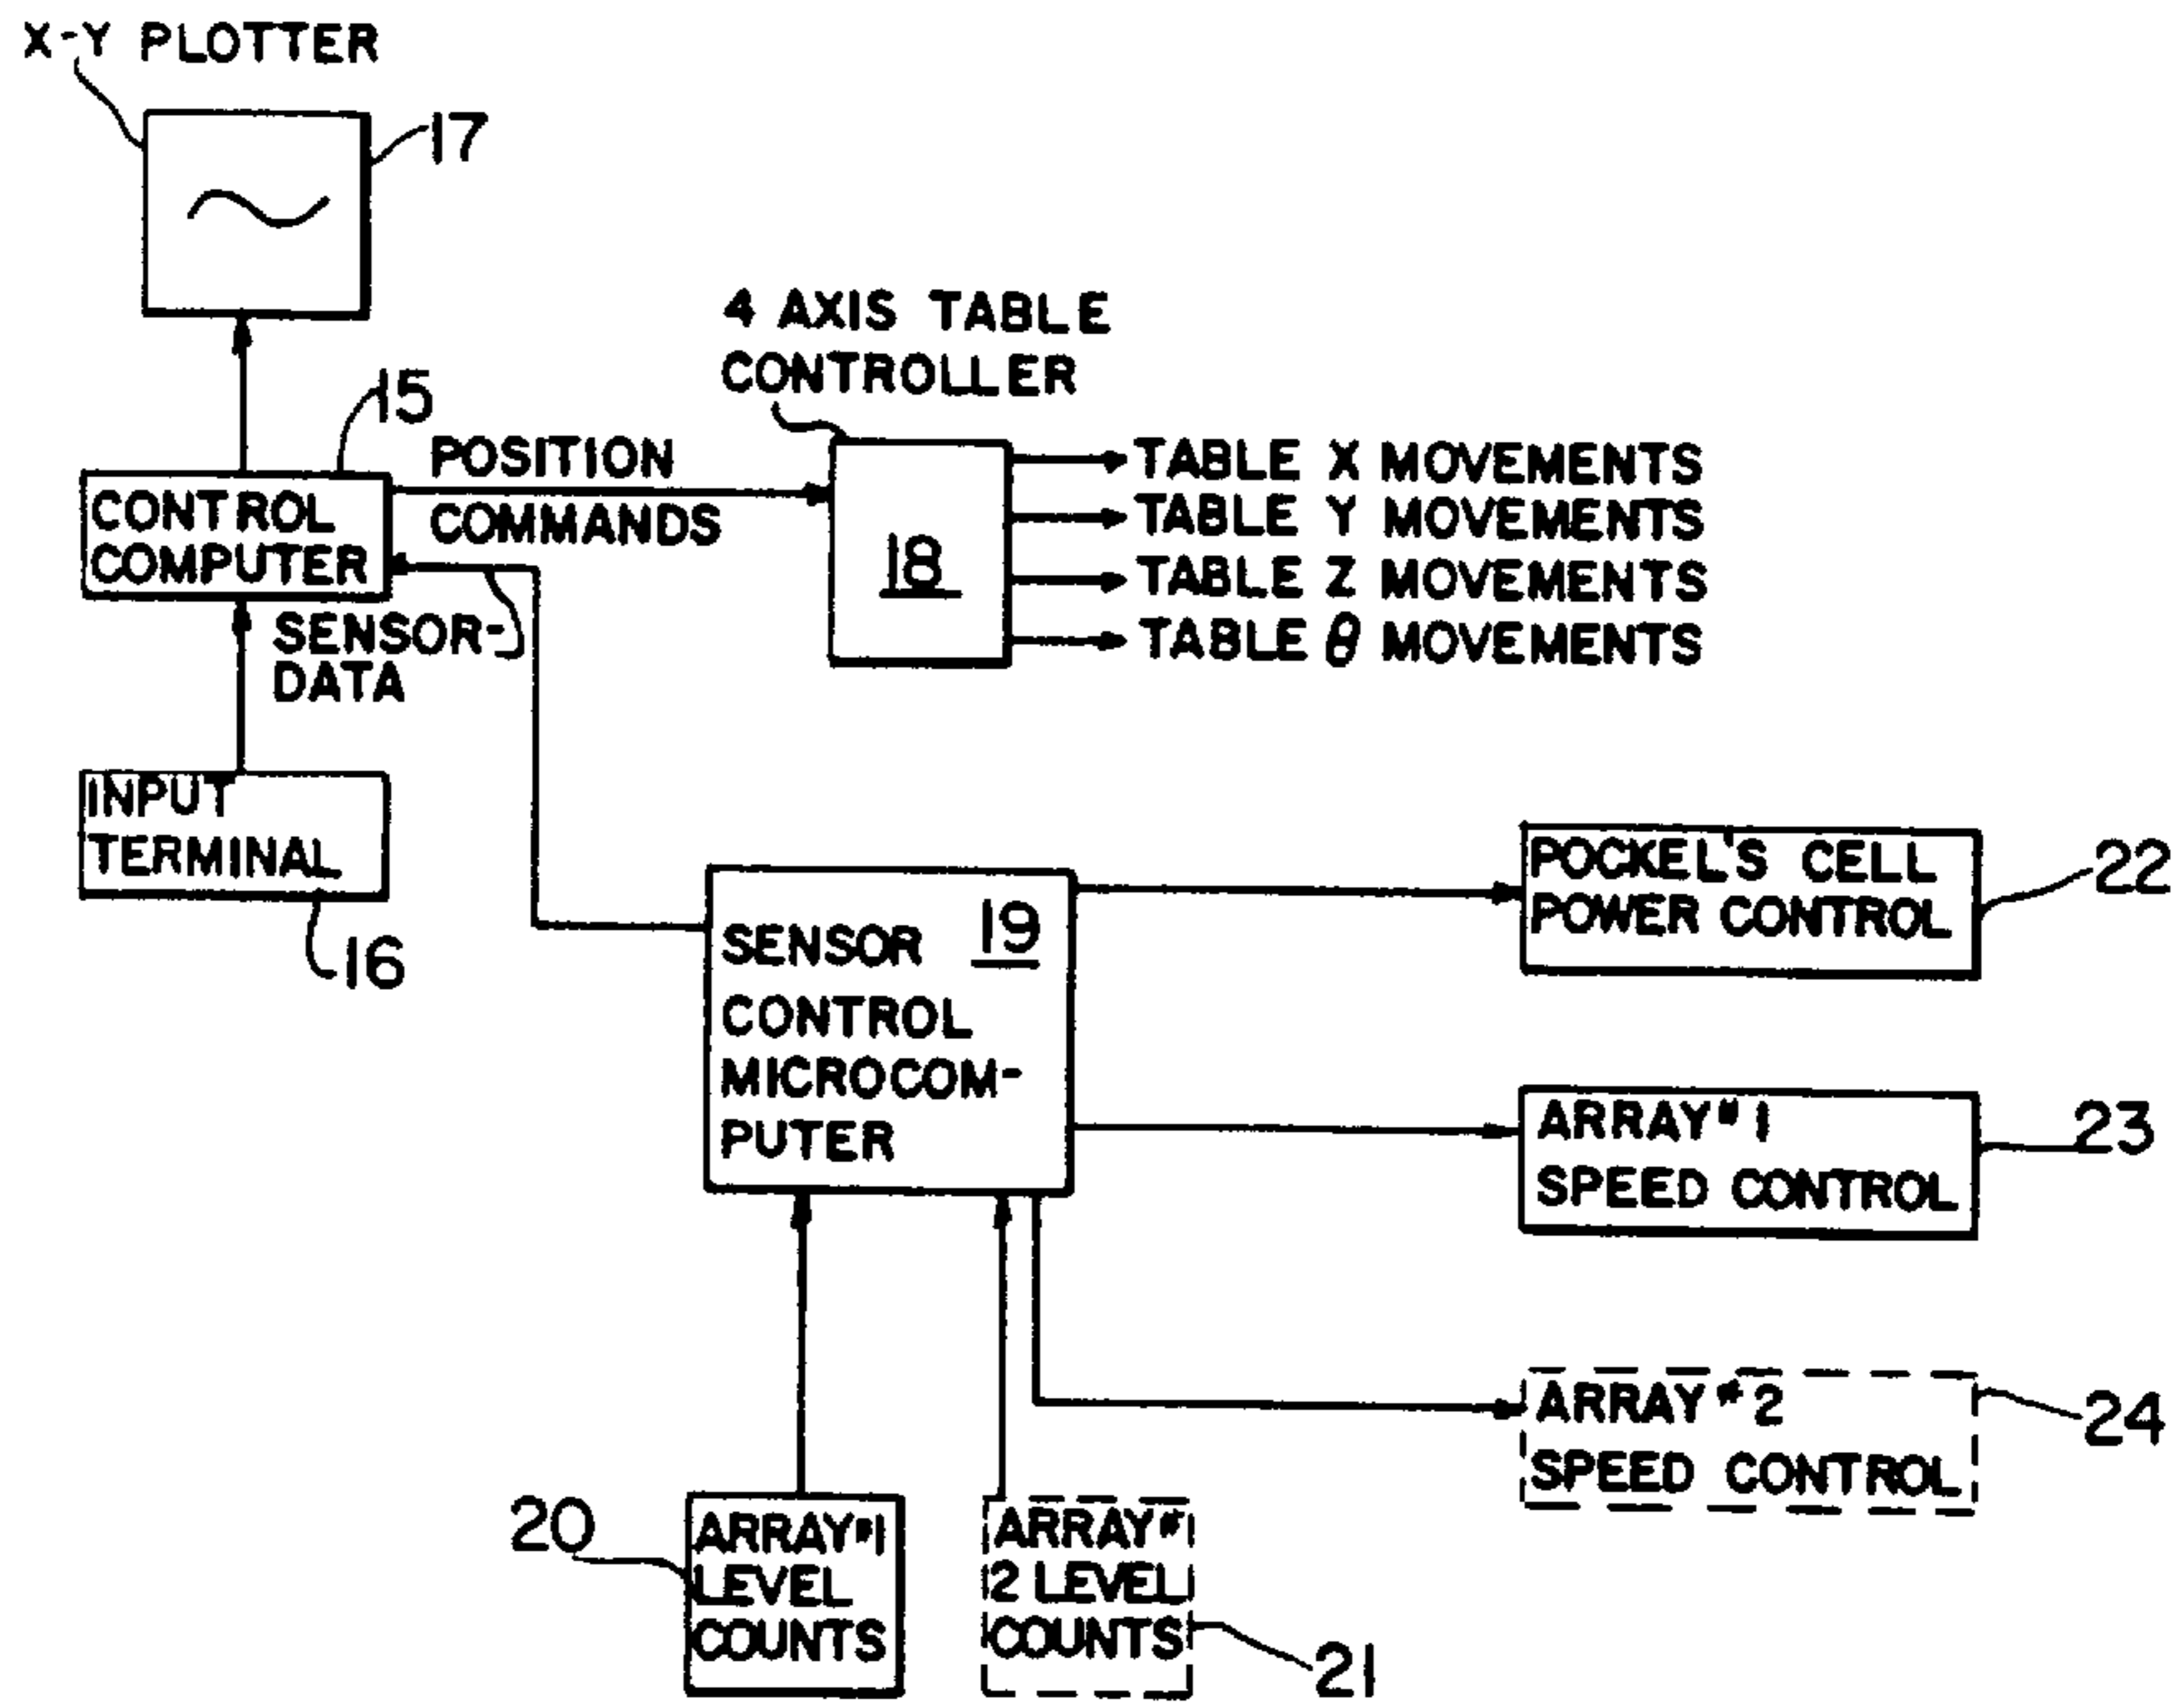 X-Y PLOTTER
17
15
CONTROL
COMPUTER
POSITION
COMMANDS
SENSOR-
DATA
4 AXIS TABLE
CONTROLLER
18
TABLE X MOVEMENTS
TABLE Y MOVEMENTS
TABLE Z MOVEMENTS
TABLE θ MOVEMENTS
INPUT
TERMINAL
16
SENSOR 19
CONTROL
MICROCOM-
PUTER
POCKEL'S CELL
POWER CONTROL
22
ARRAY #1
SPEED CONTROL
23
ARRAY #2
SPEED CONTROL
24
20
ARRAY #1
LEVEL
COUNTS
ARRAY #
2 LEVEL
COUNTS
21